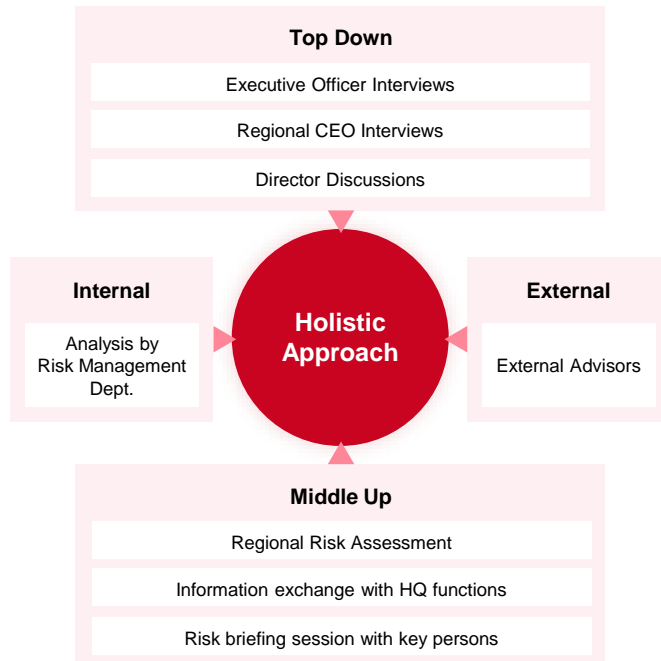 Top Down
Executive Officer Interviews
Regional CEO Interviews
Director Discussions
Internal
Analysis by
Risk Management
Dept.
Holistic
Approach
External
External Advisors
Middle Up
Regional Risk Assessment
Information exchange with HQ functions
Risk briefing session with key persons